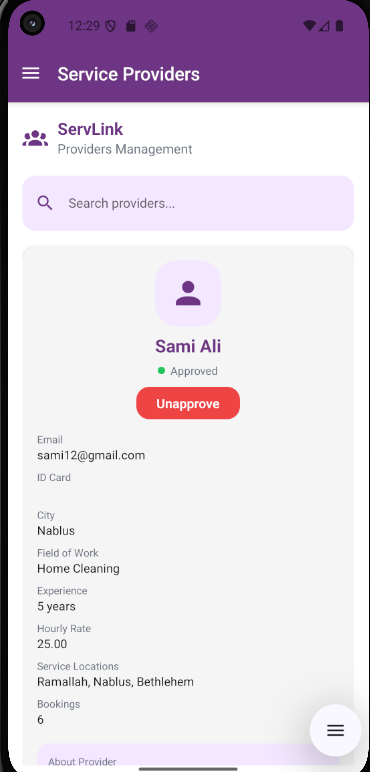 12:29
Service Providers
ServLink
Providers Management
Search providers...
Sami Ali
Approved
Unapprove
Email
sami12@gmail.com
ID Card
City
Nablus
Field of Work
Home Cleaning
Experience
5 years
Hourly Rate
25.00
Service Locations
Ramallah, Nablus, Bethlehem
Bookings
6
About Provider